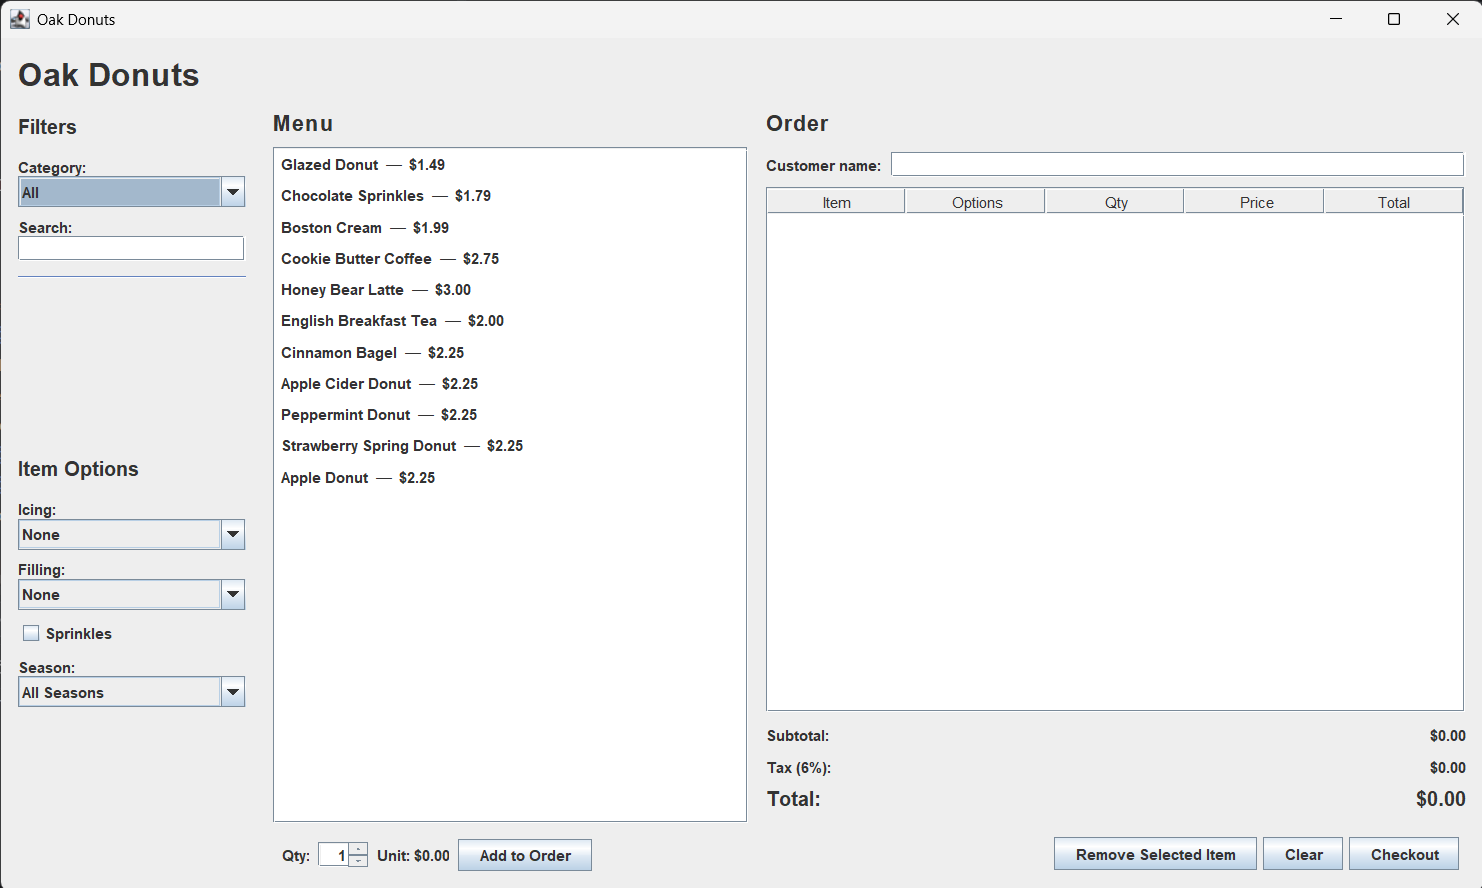 Oak Donuts
Oak Donuts
Filters
Category:
All
Search:
Item Options
Icing:
None
Filling:
None
Sprinkles
Season:
All Seasons
Menu
Glazed Donut — $1.49
Chocolate Sprinkles — $1.79
Boston Cream — $1.99
Cookie Butter Coffee — $2.75
Honey Bear Latte — $3.00
English Breakfast Tea — $2.00
Cinnamon Bagel — $2.25
Apple Cider Donut — $2.25
Peppermint Donut — $2.25
Strawberry Spring Donut — $2.25
Apple Donut — $2.25
Qty: 1 Unit: $0.00 Add to Order
Order
Customer name:
Item Options Qty Price Total
Subtotal: $0.00
Tax (6%): $0.00
Total: $0.00
Remove Selected Item Clear Checkout